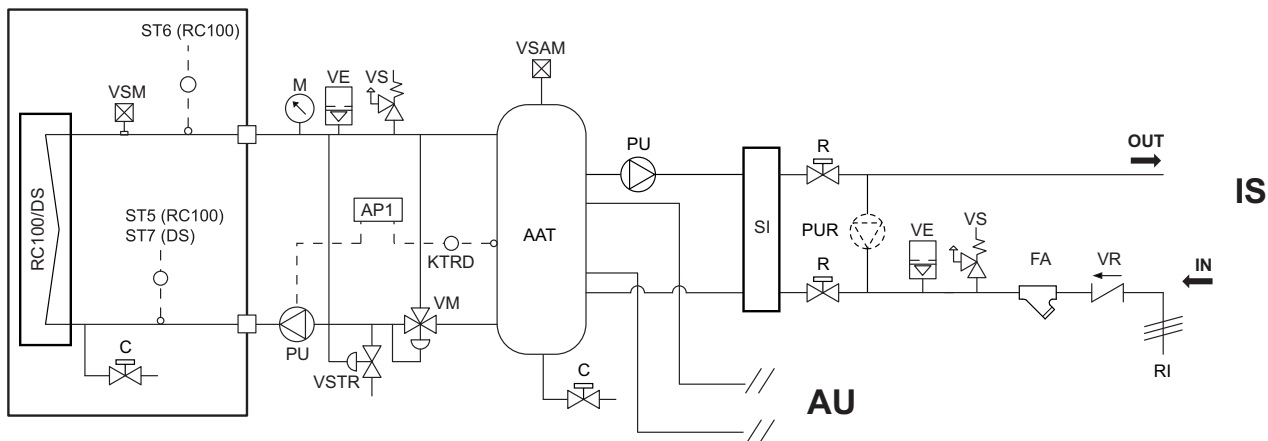 ST6 (RC100)
VSM
M
VE
VS
VSAM
PU
R
OUT
IS
RC100/DS
ST5 (RC100)
ST7 (DS)
AP1
KTRD
AAT
SI
PUR
VE
VS
FA
VR
IN
R
VM
C
PU
VSTR
C
AU
RI